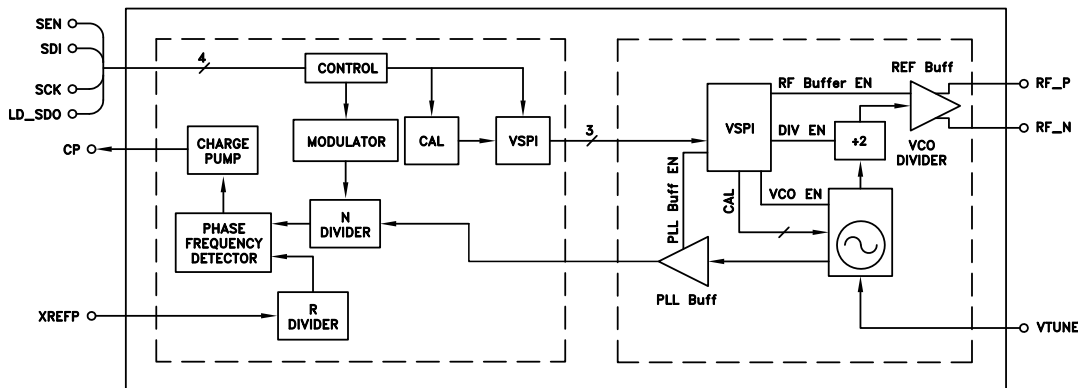 SEN
SDI
SCK
LD_SDO
CP
XREFP
4
CONTROL
MODULATOR
CAL
VSPI
3
CHARGE
PUMP
PHASE
FREQUENCY
DETECTOR
N
DIVIDER
R
DIVIDER
VSPI
RF Buffer EN
DIV EN
REF Buff
÷2
VCO
DIVIDER
PLL Buff EN
CAL
VCO EN
PLL Buff
RF_P
RF_N
VTUNE